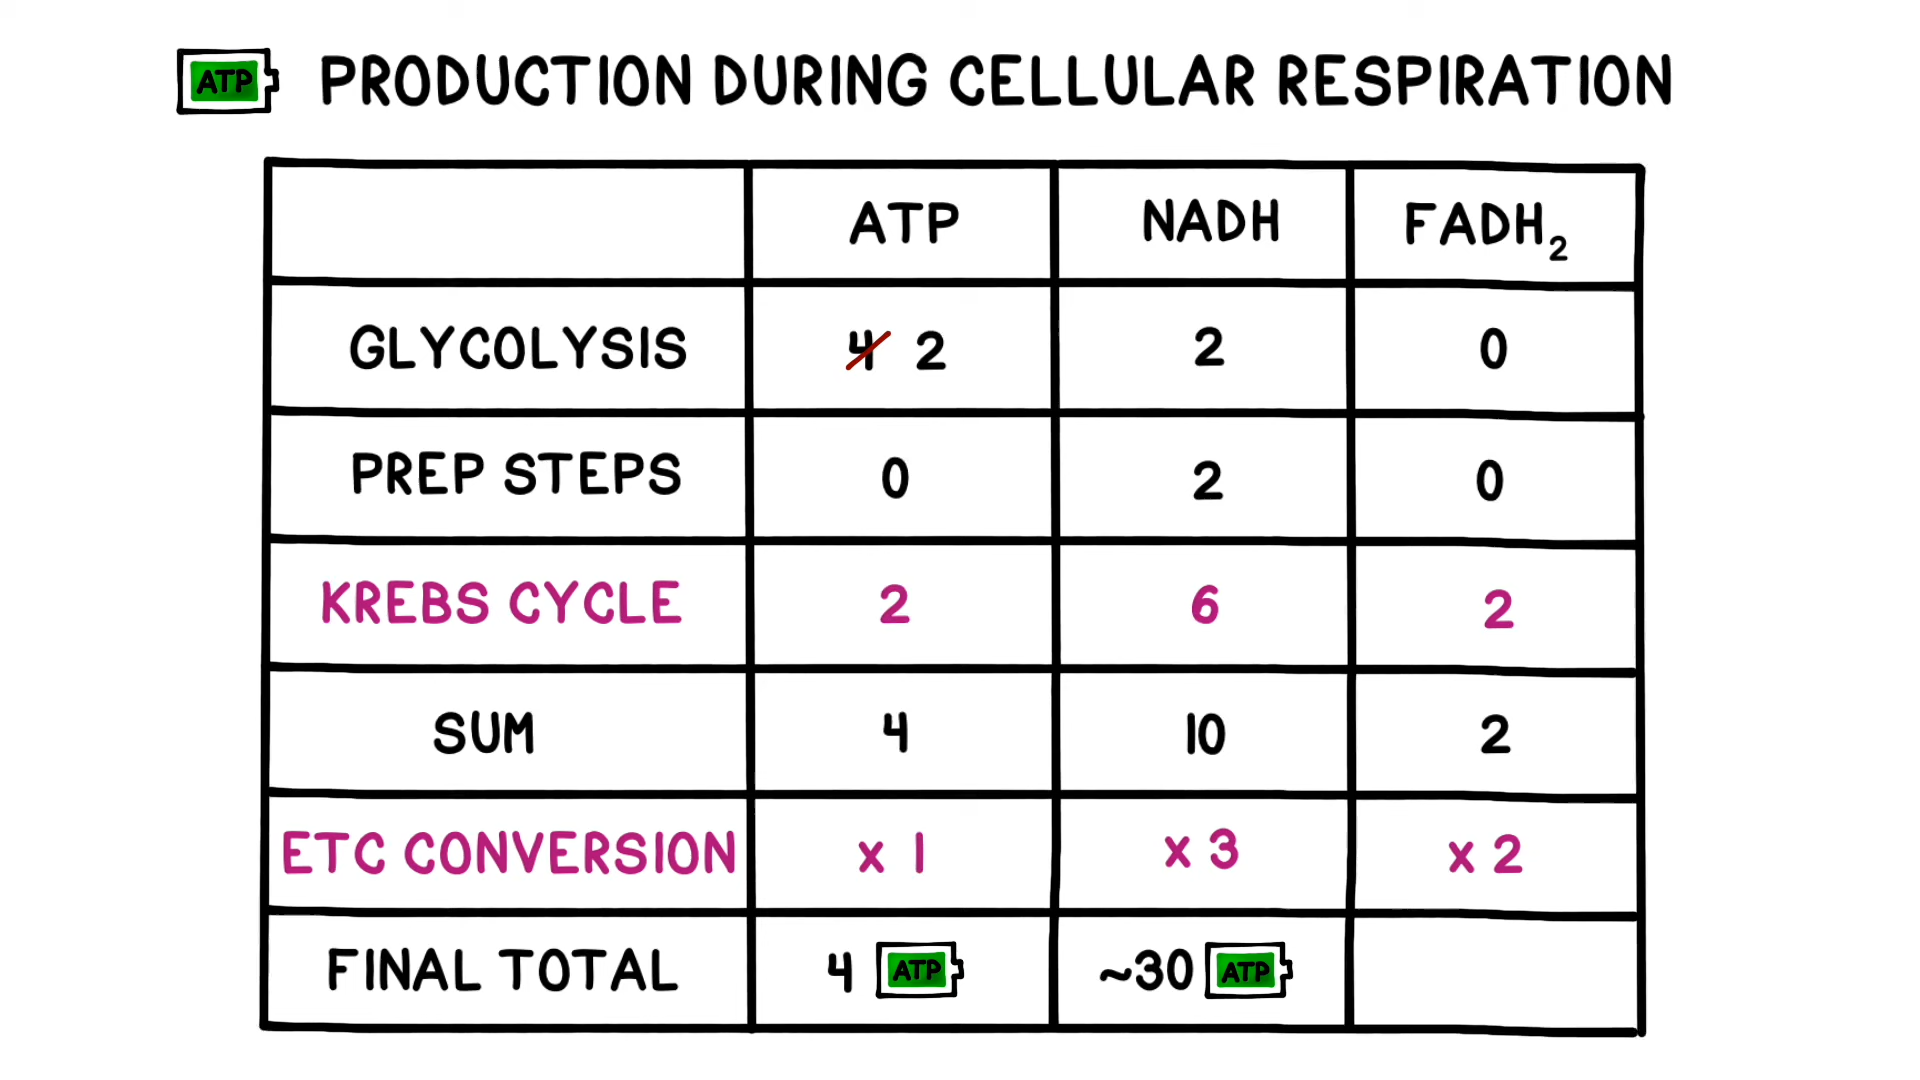 ATP PRODUCTION DURING CELLULAR RESPIRATION
ATP NADH FADH₂
GLYCOLYSIS 4 2 2 0
PREP STEPS 0 2 0
KREBS CYCLE 2 6 2
SUM 4 10 2
ETC CONVERSION x 1 x 3 x 2
FINAL TOTAL 4 ATP ~30 ATP